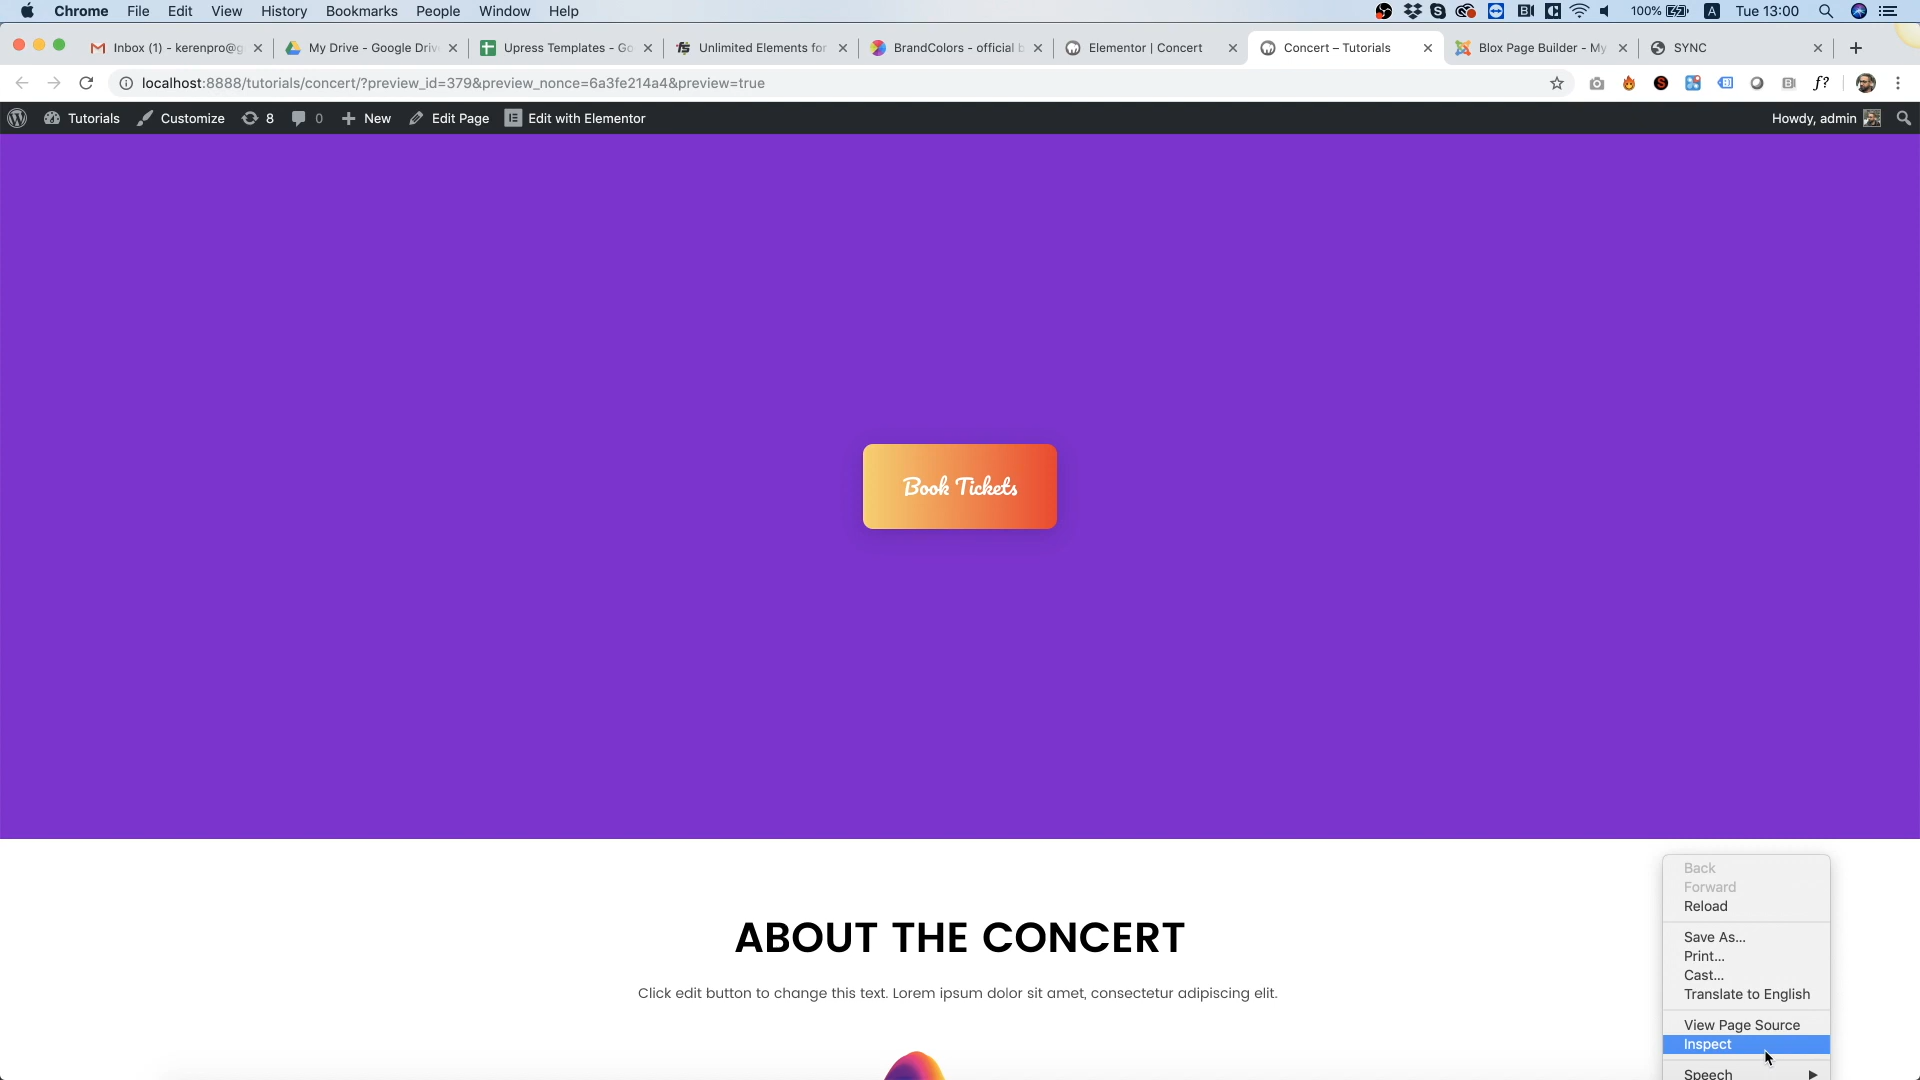 Chrome File Edit View History Bookmarks People Window Help 100% A Tue 13:00
Inbox (1) - kerenpro@g My Drive - Google Driv Upress Templates - Go Unlimited Elements for BrandColors - official b Elementor | Concert Concert – Tutorials Blox Page Builder - My SYNC
localhost:8888/tutorials/concert/?preview_id=379&preview_nonce=6a3fe214a4&preview=true f?
Tutorials Customize 8 0 New Edit Page Edit with Elementor Howdy, admin
Book Tickets
ABOUT THE CONCERT
Click edit button to change this text. Lorem ipsum dolor sit amet, consectetur adipiscing elit.
Back
Forward
Reload
Save As...
Print...
Cast...
Translate to English
View Page Source
Inspect
Speech